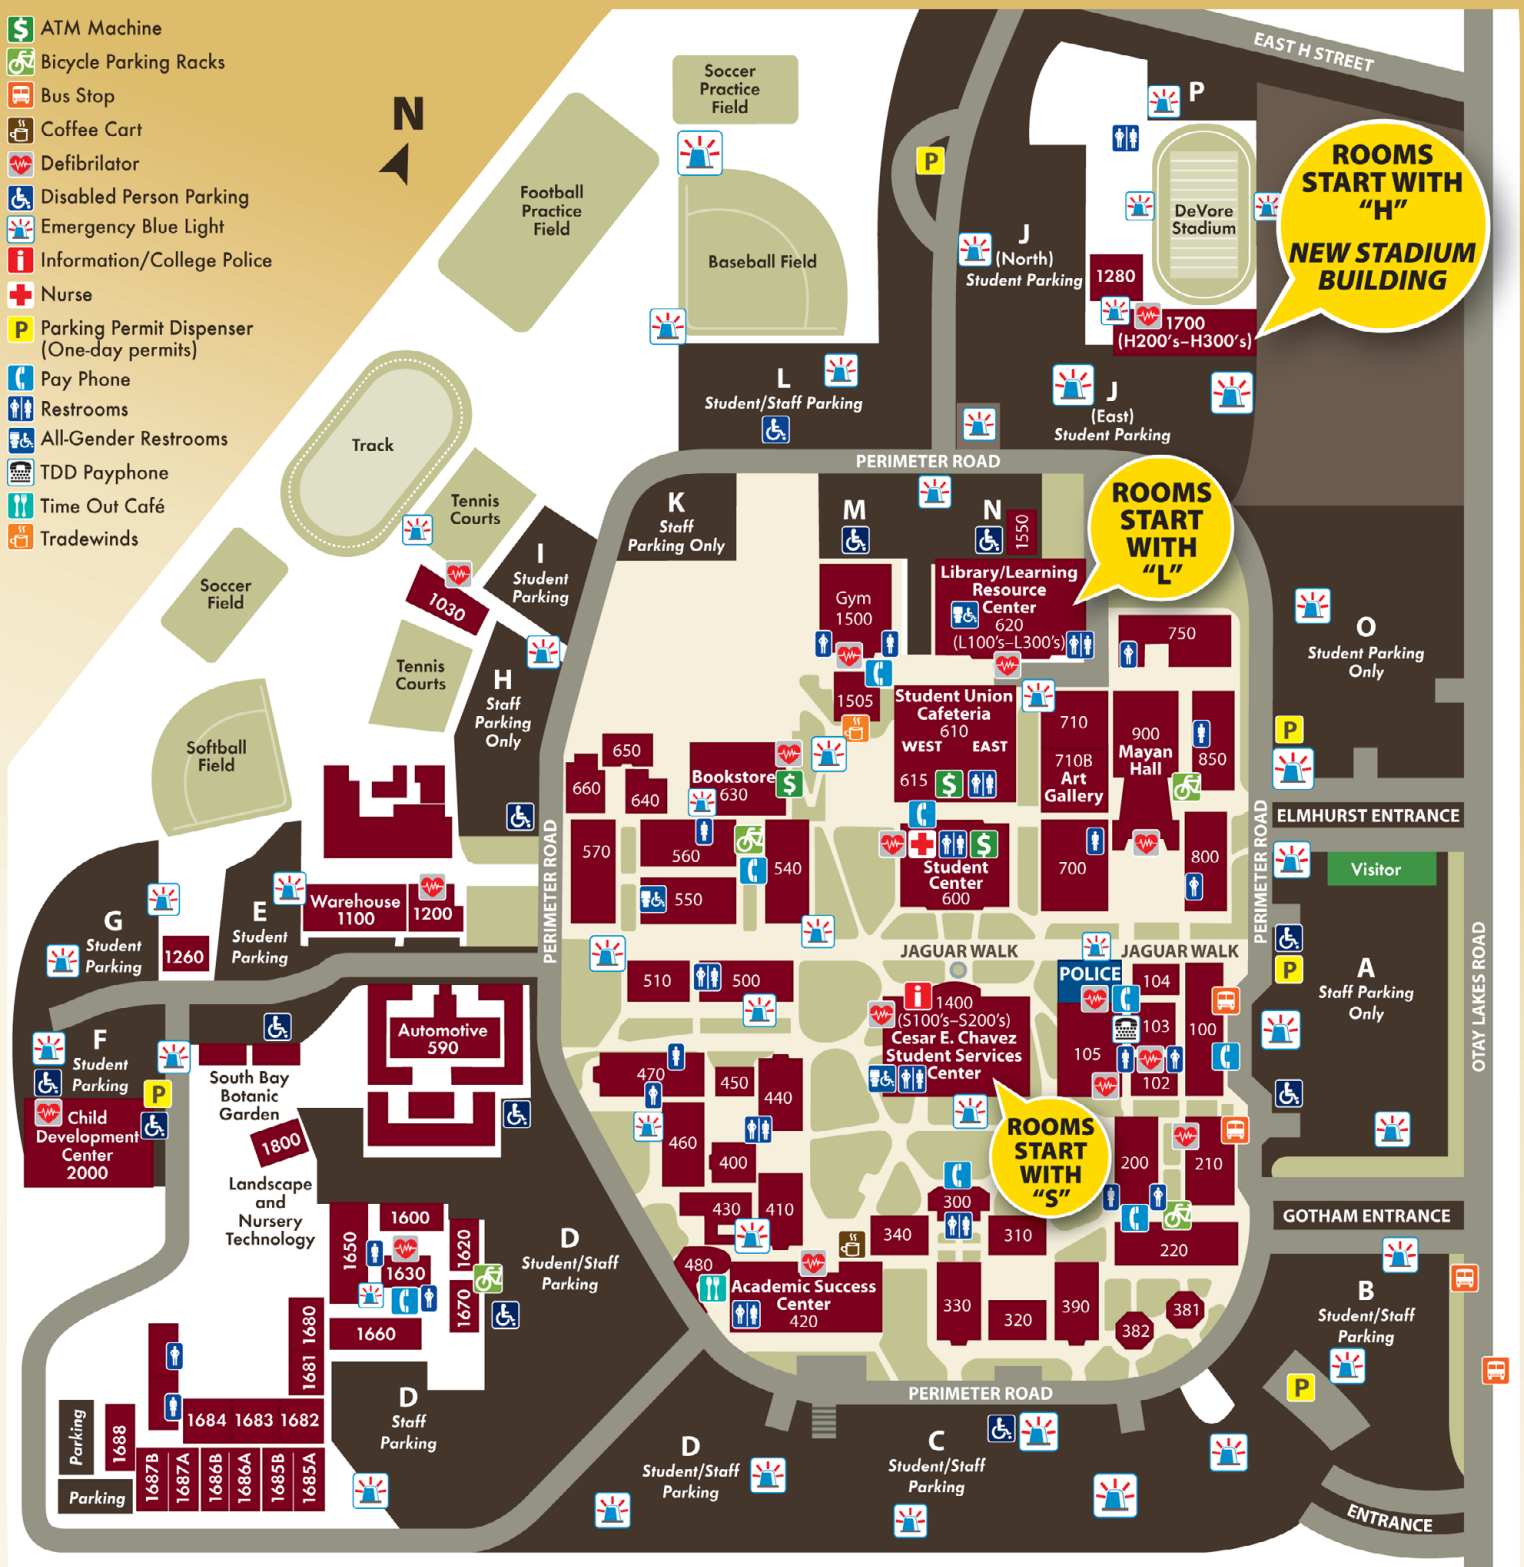 ATM Machine
Bicycle Parking Racks
Bus Stop
Coffee Cart
Defibrilator
Disabled Person Parking
Emergency Blue Light
Information/College Police
Nurse
Parking Permit Dispenser
(One-day permits)
Pay Phone
Restrooms
All-Gender Restrooms
TDD Payphone
Time Out Café
Tradewinds
N
EAST H STREET
Soccer
Practice
Field
P
P
ROOMS
START WITH
"H"
NEW STADIUM
BUILDING
Football
Practice
Field
DeVore
Stadium
Baseball Field
J
(North)
Student Parking
1280
1700
(H200's–H300's)
L
Student/Staff Parking
J
(East)
Student Parking
Track
PERIMETER ROAD
Tennis
Courts
K
Staff
Parking Only
M
N
1550
ROOMS
START
WITH
"L"
I
Student
Parking
Soccer
Field
1030
Gym
1500
Library/Learning
Resource
Center
620
(L100's–L300's)
750
O
Student Parking
Only
Tennis
Courts
H
Staff
Parking
Only
1505
Student Union
Cafeteria
610
WEST EAST
615
710
710B
Art
Gallery
900
Mayan
Hall
850
P
Softball
Field
650
660
640
Bookstore
630
PERIMETER ROAD
570
560
550
540
Student
Center
600
700
800
PERIMETER ROAD
ELMHURST ENTRANCE
Visitor
Warehouse
1100
1200
G
Student
Parking
1260
E
Student
Parking
JAGUAR WALK
JAGUAR WALK
510
500
POLICE
104
103
105
102
100
P
A
Staff Parking
Only
OTAY LAKES ROAD
1400
(S100's–S200's)
Cesar E. Chavez
Student Services
Center
Automotive
590
F
Student
Parking
P
Child
Development
Center
2000
South Bay
Botanic
Garden
1800
Landscape
and
Nursery
Technology
470
450
440
460
400
430
410
ROOMS
START
WITH
"S"
200
210
300
340
310
220
GOTHAM ENTRANCE
1600
1650
1620
1630
1670
1660
D
Student/Staff
Parking
480
Academic Success
Center
420
330
320
390
382
381
B
Student/Staff
Parking
P
1680
1681
D
Staff
Parking
PERIMETER ROAD
Parking
1688
1684
1683
1682
1687B
1687A
1686B
1686A
1685B
1685A
Parking
D
Student/Staff
Parking
C
Student/Staff
Parking
ENTRANCE